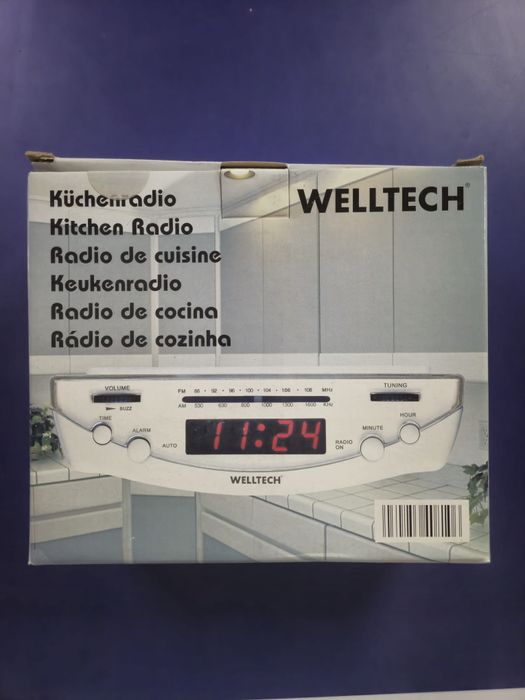 Küchenradio
Kitchen Radio
Radio de cuisine
Keukenradio
Radio de cocina
Rádio de cozinha
WELLTECH®
VOLUME
BUZZ
TIME
ALARM
AUTO
FM 88 • 92 • 96 • 100 • 104 • 106 • 108 MHz
AM 530 600 800 1000 1300 1600 KHz
11:24
TUNING
HOUR
MINUTE
RADIO
ON
WELLTECH®